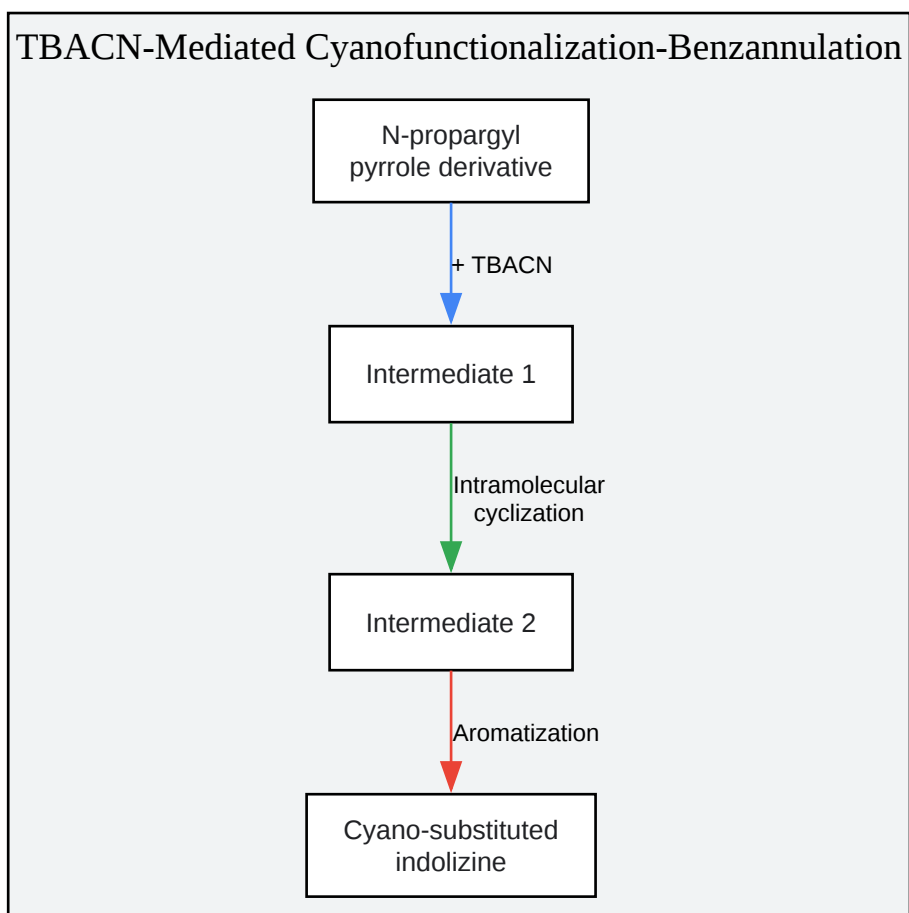 TBACN-Mediated Cyanofunctionalization-Benzannulation
N-propargyl
pyrrole derivative
+ TBACN
Intermediate 1
Intramolecular
cyclization
Intermediate 2
Aromatization
Cyano-substituted
indolizine